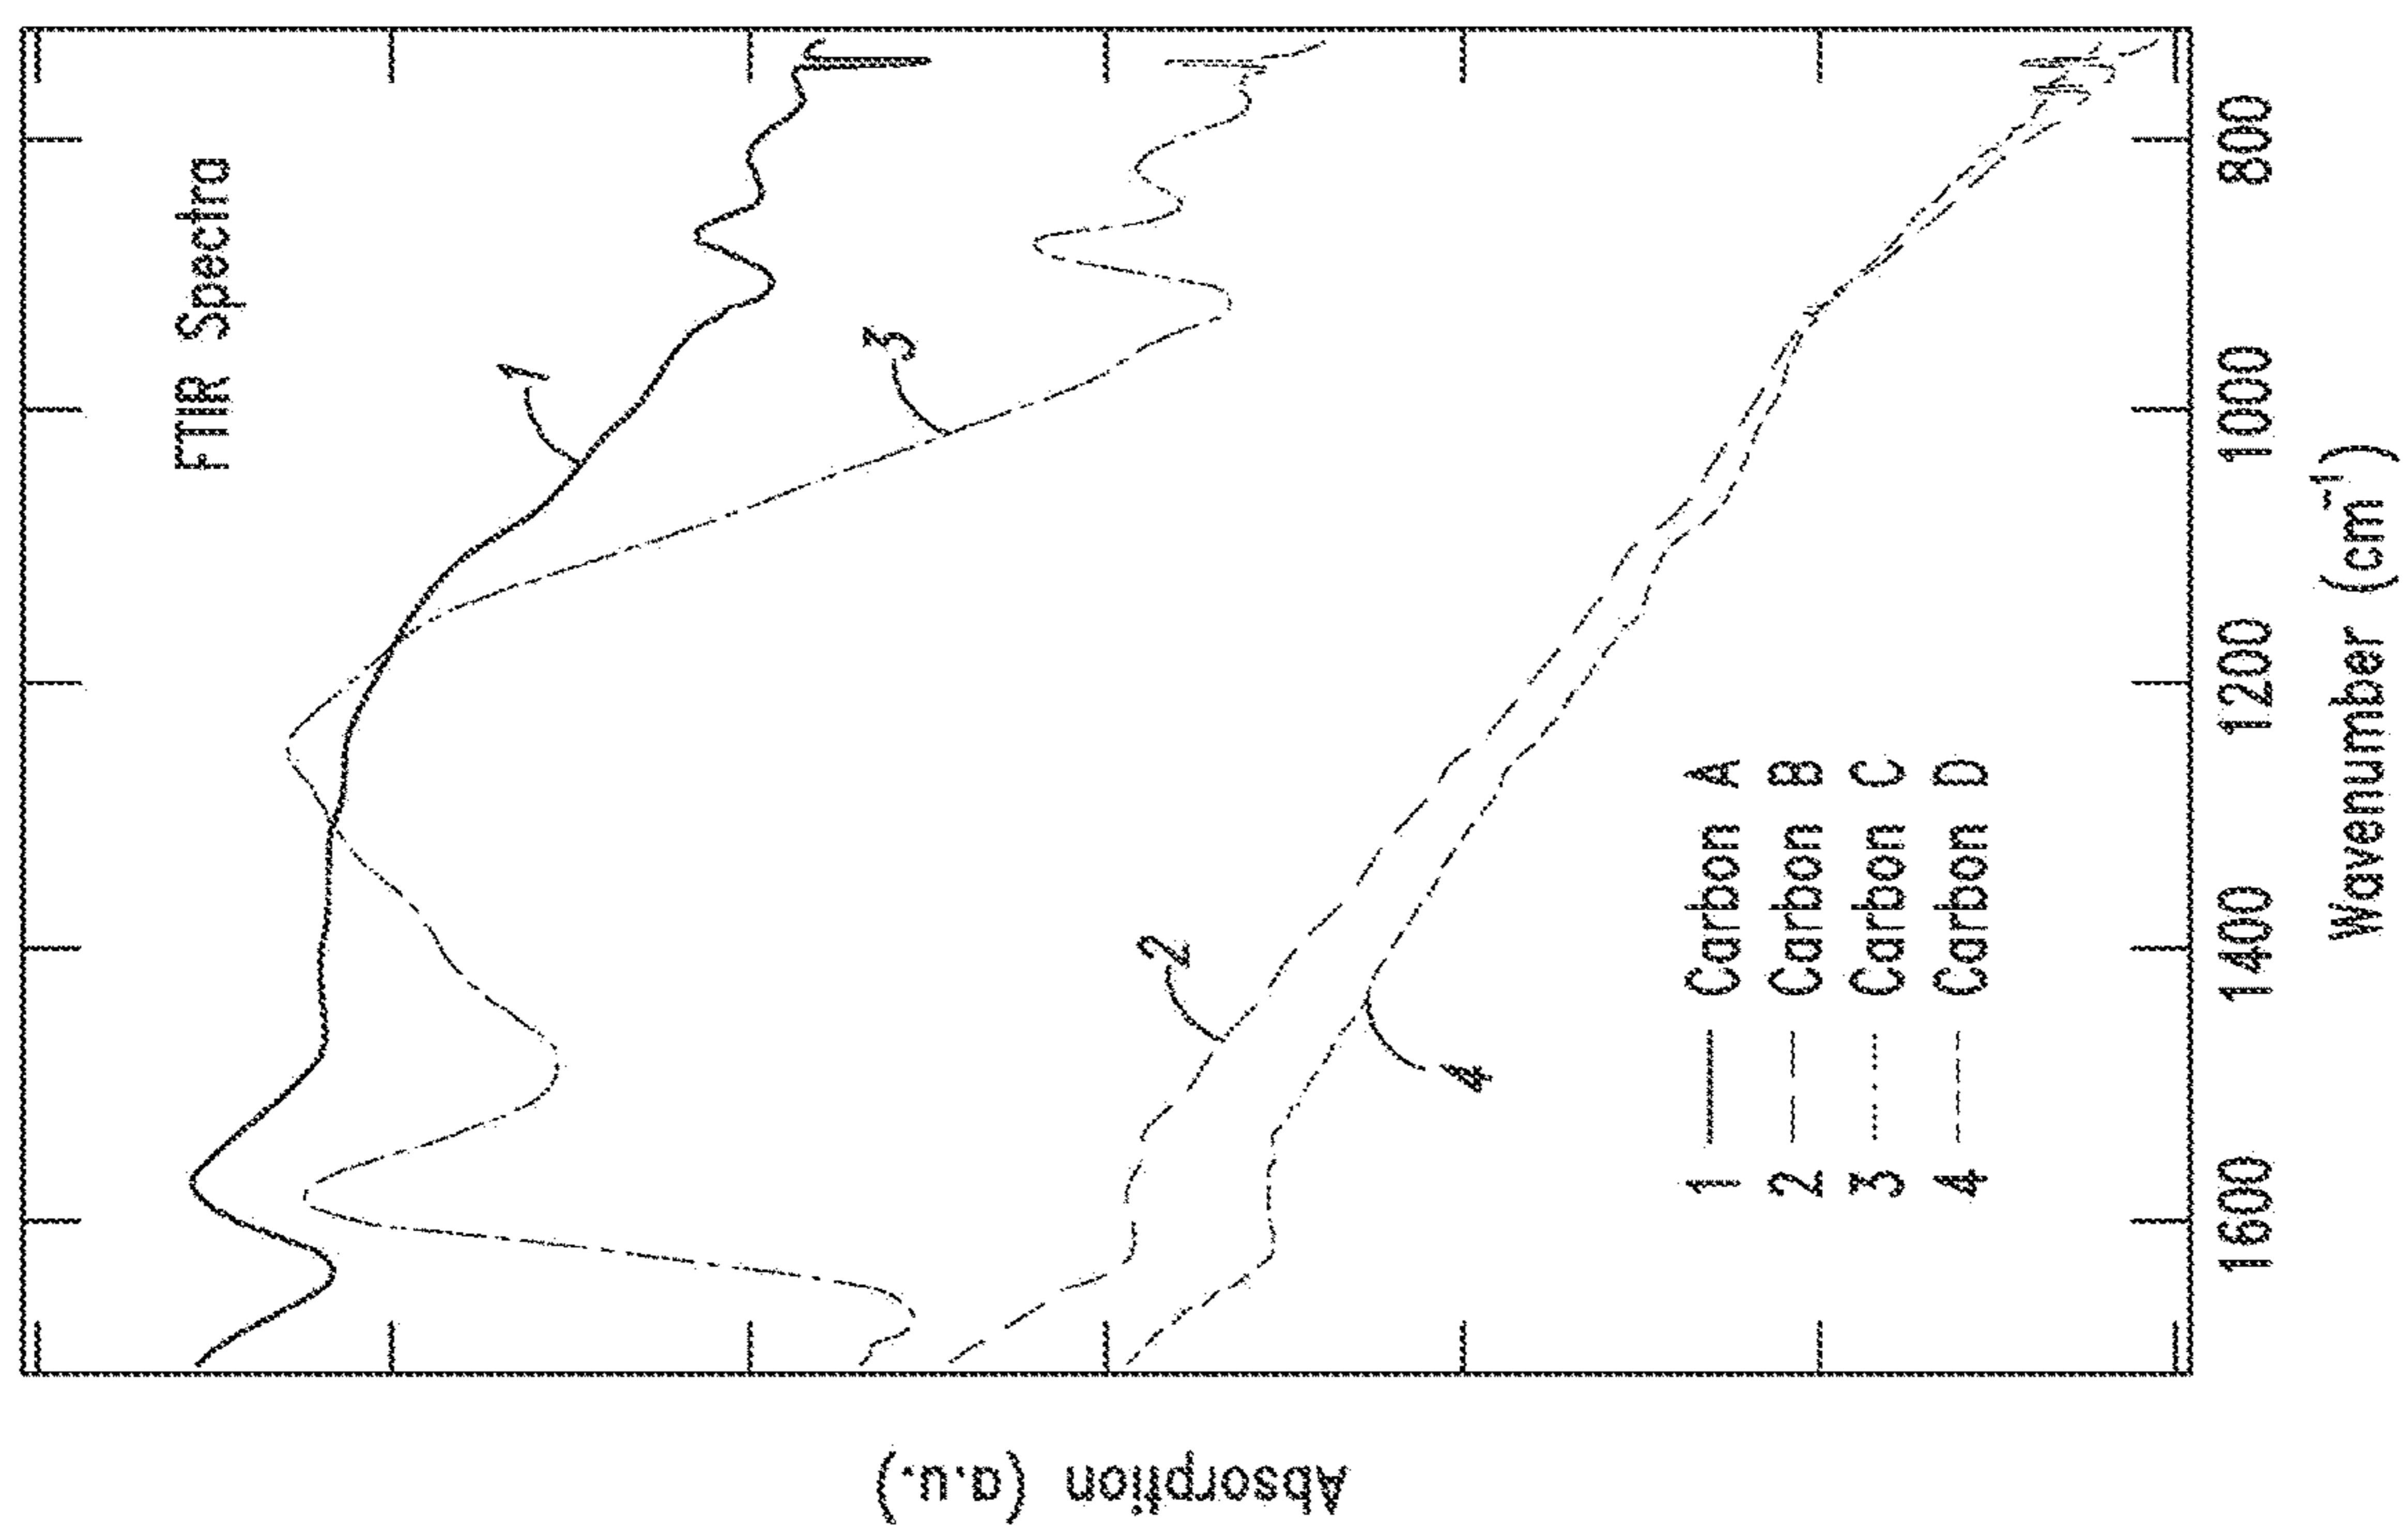 FTIR Spectra
1
3
2
4
1 Carbon A
2 Carbon B
3 Carbon C
4 Carbon D
Absorption (a.u.)
1600 1400 1200 1000 800
Wavenumber (cm⁻¹)